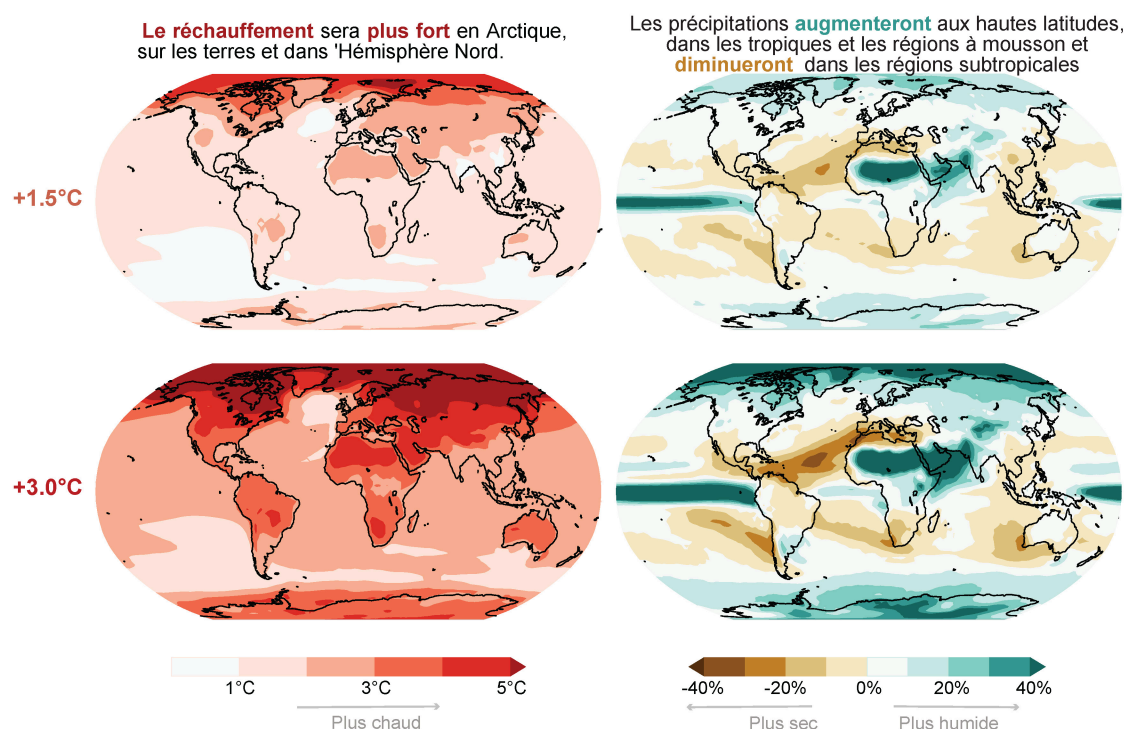 Le réchauffement sera plus fort en Arctique,
sur les terres et dans 'Hémisphère Nord.
Les précipitations augmenteront aux hautes latitudes,
dans les tropiques et les régions à mousson et
diminueront dans les régions subtropicales
+1.5°C
+3.0°C
1°C 3°C 5°C
Plus chaud
-40% -20% 0% 20% 40%
Plus sec Plus humide